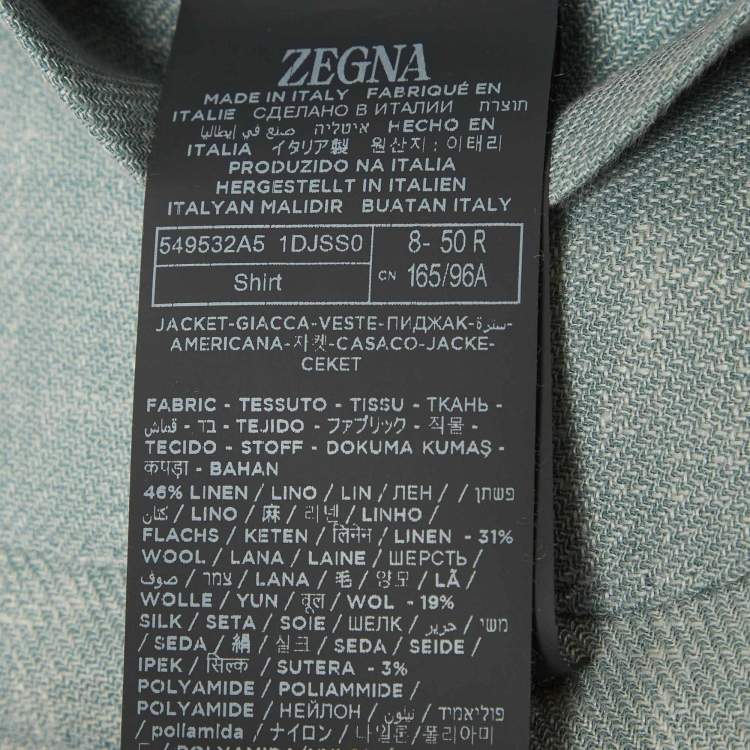 ZEGNA
MADE IN ITALY FABRIQUÉ EN
ITALIE СДЕЛАНО В ИТАЛИИ תוצרת
איטליה صنع في إيطاليا HECHO EN
ITALIA イタリア製 원산지 : 이태리
PRODUZIDO NA ITALIA
HERGESTELLT IN ITALIEN
ITALYAN MALIDIR BUATAN ITALY
549532A5 1DJSS0 8- 50 R
Shirt CN 165/96A
JACKET-GIACCA-VESTE-ПИДЖАК-سترة-
AMERICANA-자켓-CASACO-JACKE-
CEKET
FABRIC - TESSUTO - TISSU - ТКАНЬ -
בד - قماش - TEJIDO - ファブリック - 직물 -
TECIDO - STOFF - DOKUMA KUMAŞ -
कपड़ा - BAHAN
46% LINEN / LINO / LIN / ЛЕН / / פשתן
كتان / LINO / 麻 / 리넨 / LINHO /
FLACHS / KETEN / लिनेन / LINEN - 31%
WOOL / LANA / LAINE / ШЕРСТЬ /
צמר / صوف / LANA / 毛 / 양모 / LÃ /
WOLLE / YUN / वूल / WOL - 19%
SILK / SETA / SOIE / ШЕЛК / حرير / משי
/ SEDA / 絹 / 실크 / SEDA / SEIDE /
IPEK / सिल्क / SUTERA - 3%
POLYAMIDE / POLIAMMIDE /
POLYAMIDE / НЕЙЛОН / نيلون / פוליאמיד
/ poliamida / ナイロン / 나일론/폴리아미